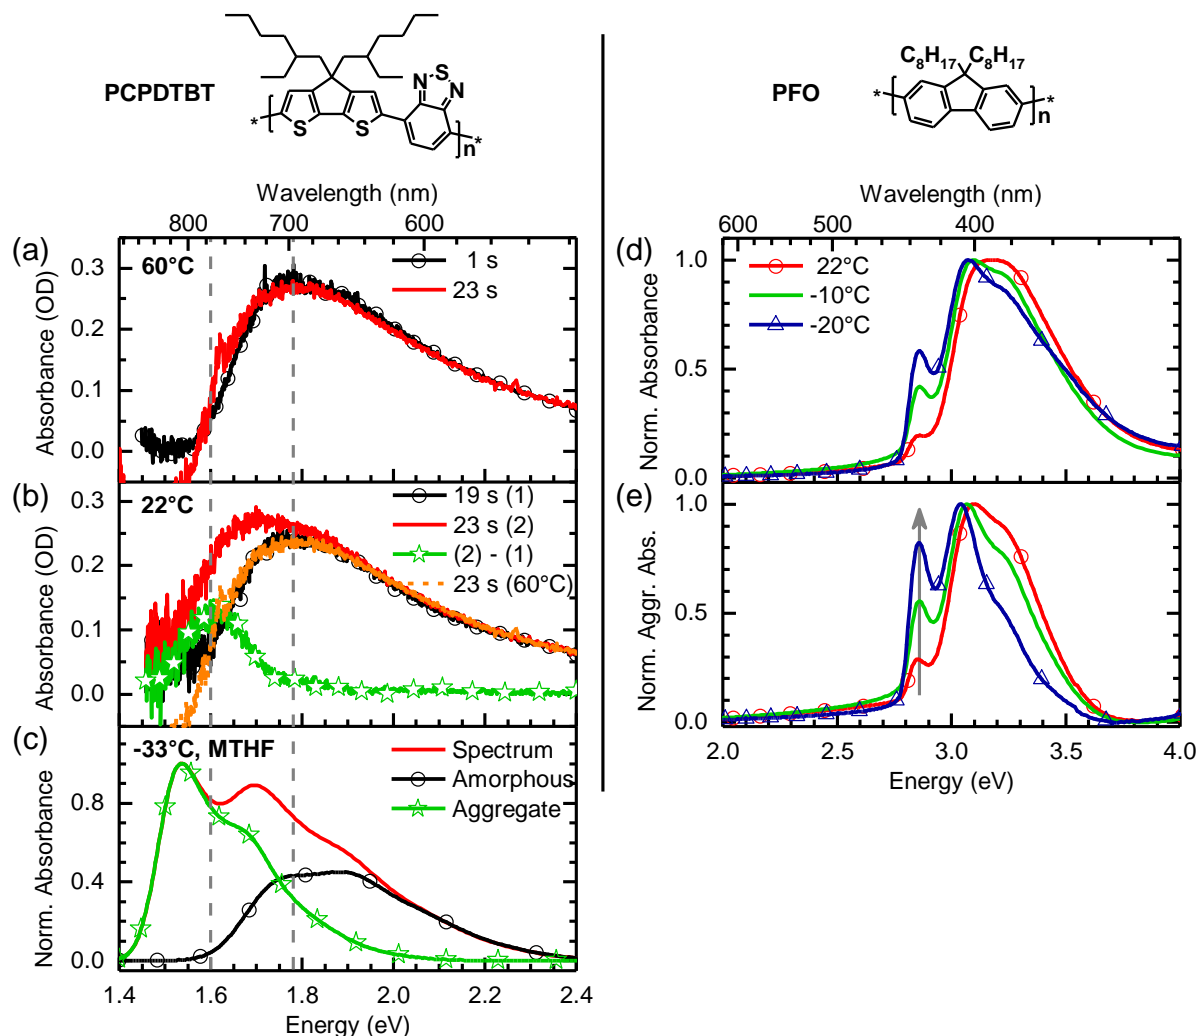 PCPDTBT
N
S
N
S
S
*
n
*
PFO
C8H17
C8H17
*
*
n
Wavelength (nm)
800 700 600
(a)
60°C
1 s
23 s
Absorbance (OD)
0.3
0.2
0.1
0.0
(b)
22°C
19 s (1)
23 s (2)
(2) - (1)
23 s (60°C)
Absorbance (OD)
0.3
0.2
0.1
0.0
(c)
-33°C, MTHF
Spectrum
Amorphous
Aggregate
Norm. Absorbance
0.8
0.4
0.0
1.4 1.6 1.8 2.0 2.2 2.4
Energy (eV)
Wavelength (nm)
600 500 400
(d)
22°C
-10°C
-20°C
Norm. Absorbance
1.0
0.5
0.0
(e)
Norm. Aggr. Abs.
1.0
0.5
0.0
2.0 2.5 3.0 3.5 4.0
Energy (eV)